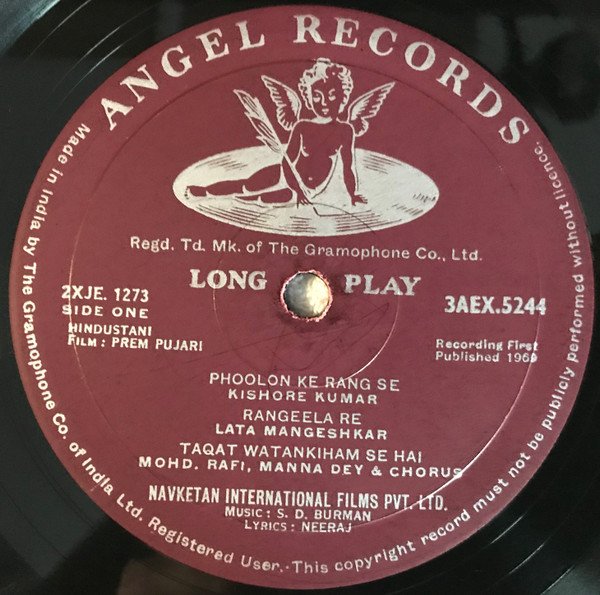 ANGEL RECORDS
Regd. Td. Mk. of The Gramophone Co., Ltd.
LONG PLAY
2XJE. 1273
SIDE ONE
HINDUSTANI
FILM : PREM PUJARI
3AEX.5244
Recording First
Published 1969
PHOOLON KE RANG SE
KISHORE KUMAR
RANGEELA RE
LATA MANGESHKAR
TAQAT WATANKIHAM SE HAI
MOHD. RAFI, MANNA DEY & CHORUS
NAVKETAN INTERNATIONAL FILMS PVT. LTD.
MUSIC : S. D. BURMAN
LYRICS : NEERAJ
Made in India by The Gramophone Co. of India Ltd. Registered User.-This copyright record must not be publicly performed without licence.